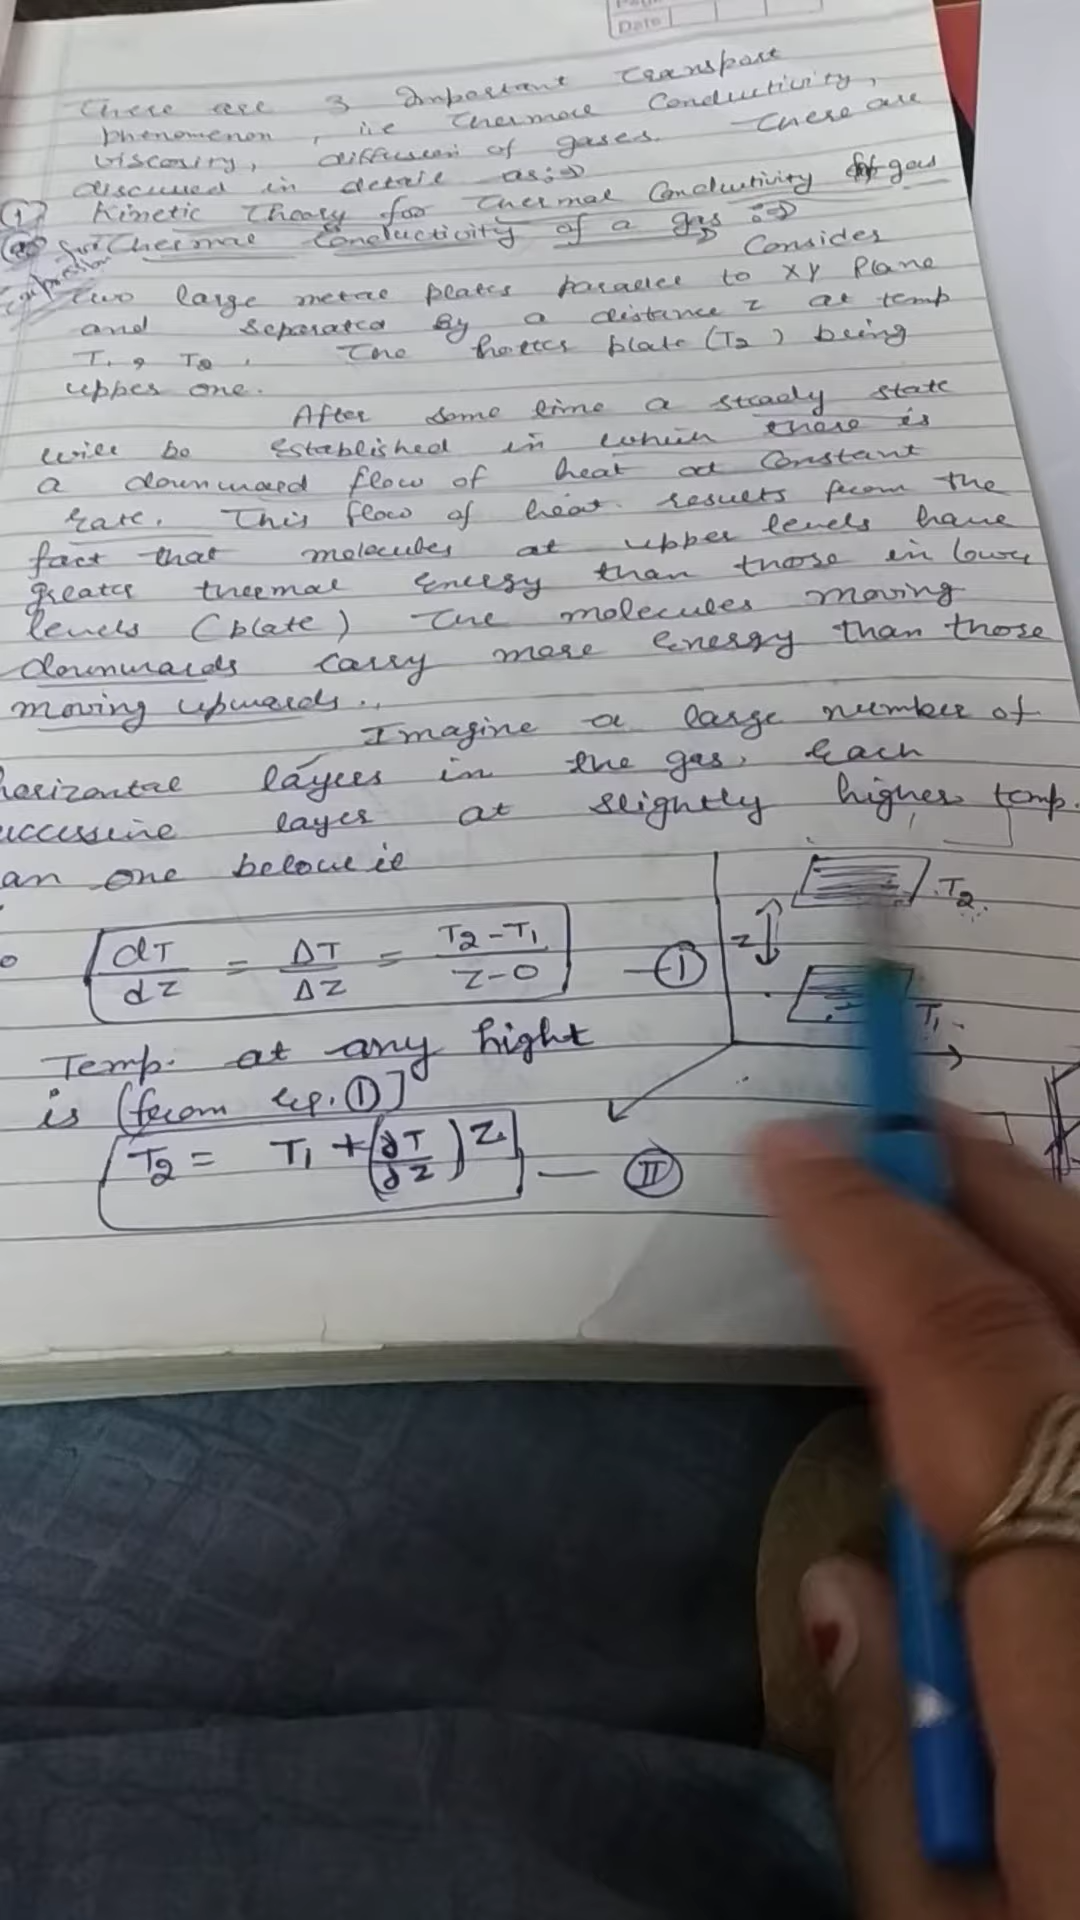 Date
There are 3 Important Transport
phenomenon, i.e Thermal Conductivity,
viscosity, diffusion of gases. These are
discussed in detail as:⇒
① Kinetic Theory for Thermal Conductivity of gas
Thermal Conductivity of a gas :⇒
Consider
two large metal plates parallel to XY Plane
and separated By a distance z at temp
T1, T2. The hotter plate (T2) being
upper one.
After some time a steady state
will be established in which there is
a downward flow of heat at Constant
rate. This flow of heat results from the
fact that molecules at upper levels have
greater thermal Energy than those in lower
levels (plate) The molecules moving
downwards carry more Energy than those
moving upwards.
Imagine a large number of
horizontal layers in the gas, Each
uccessive layer at slightly higher temp.
an one below it
dT/dz = ΔT/ΔZ = T2-T1/Z-0 — ①
Z
T2
T1
Temp. at any hight
is (from eq. ①]
T2 = T1 + (∂T/∂z) Z — Ⅱ